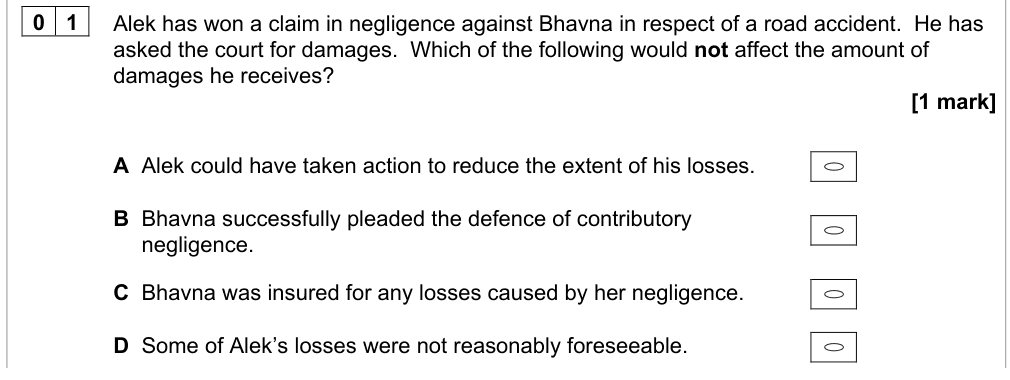 0 1 Alek has won a claim in negligence against Bhavna in respect of a road accident. He has
asked the court for damages. Which of the following would not affect the amount of
damages he receives?
[1 mark]
A Alek could have taken action to reduce the extent of his losses.
B Bhavna successfully pleaded the defence of contributory
negligence.
C Bhavna was insured for any losses caused by her negligence.
D Some of Alek's losses were not reasonably foreseeable.